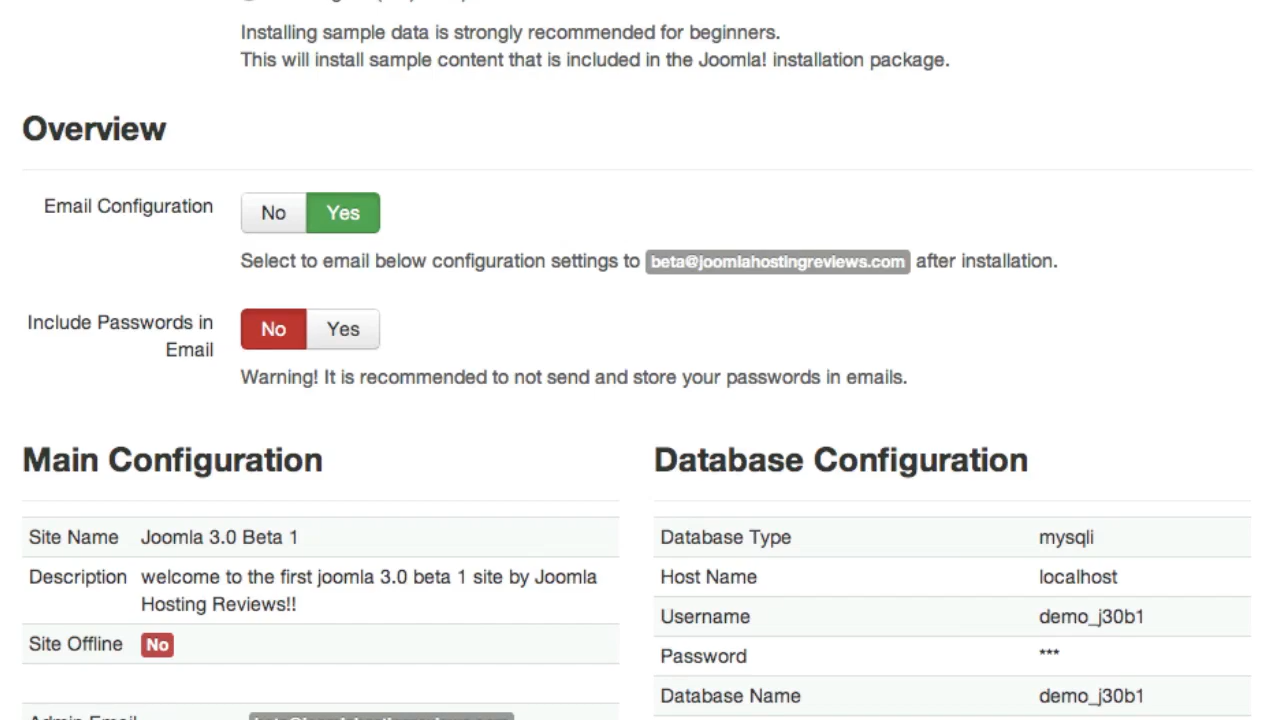 Installing sample data is strongly recommended for beginners.
This will install sample content that is included in the Joomla! installation package.
Overview
Email Configuration
No Yes
Select to email below configuration settings to beta@joomlahostingreviews.com after installation.
Include Passwords in
Email
No Yes
Warning! It is recommended to not send and store your passwords in emails.
Main Configuration
Site Name Joomla 3.0 Beta 1
Description welcome to the first joomla 3.0 beta 1 site by Joomla
Hosting Reviews!!
Site Offline No
Admin Email beta@joomlahostingreviews.com
Database Configuration
Database Type mysqli
Host Name localhost
Username demo_j30b1
Password ***
Database Name demo_j30b1